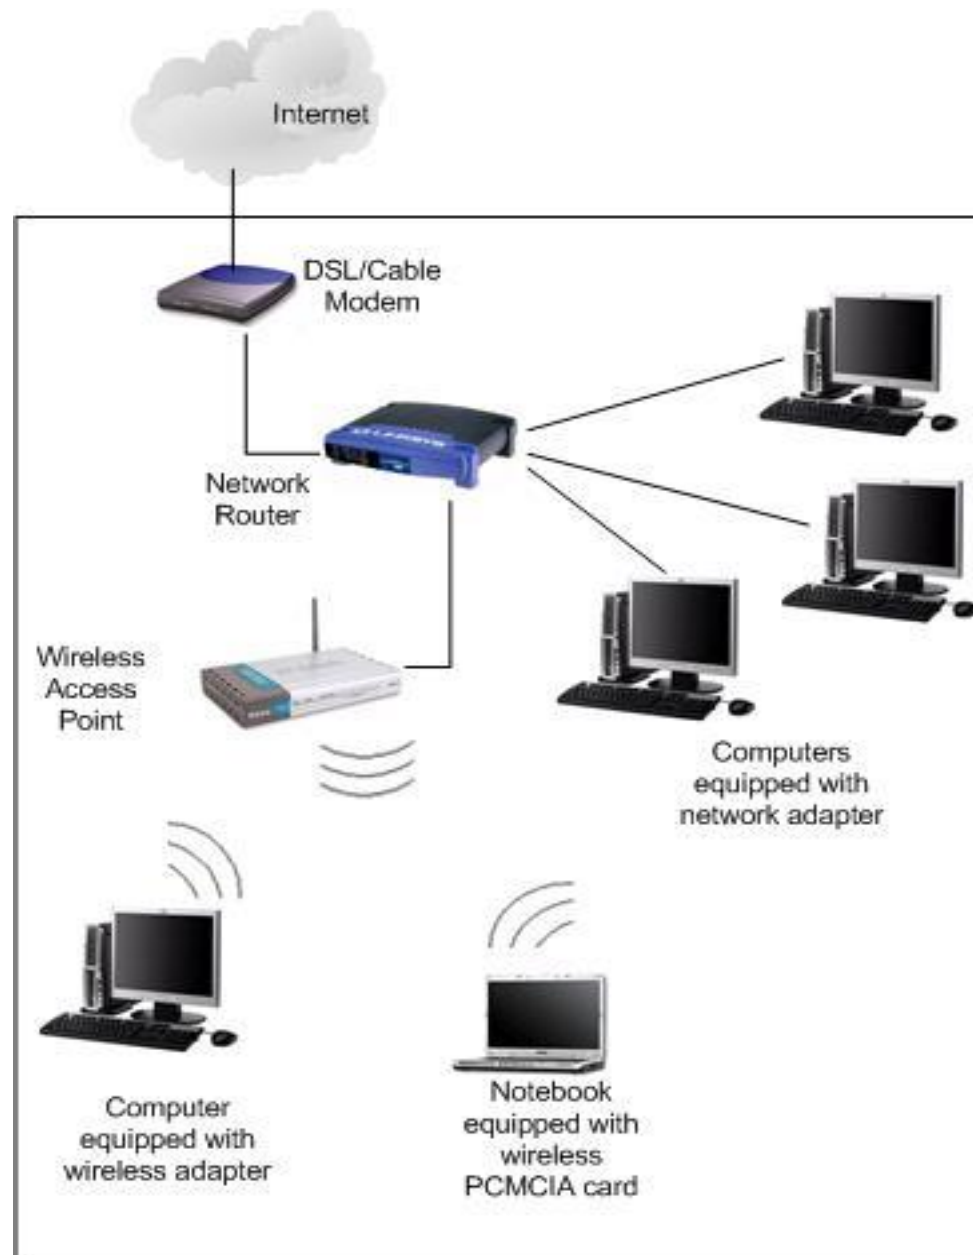 Internet
DSL/Cable
Modem
LINKSYS
Network
Router
Wireless
Access
Point
Computers
equipped with
network adapter
Computer
equipped with
wireless adapter
Notebook
equipped with
wireless
PCMCIA card